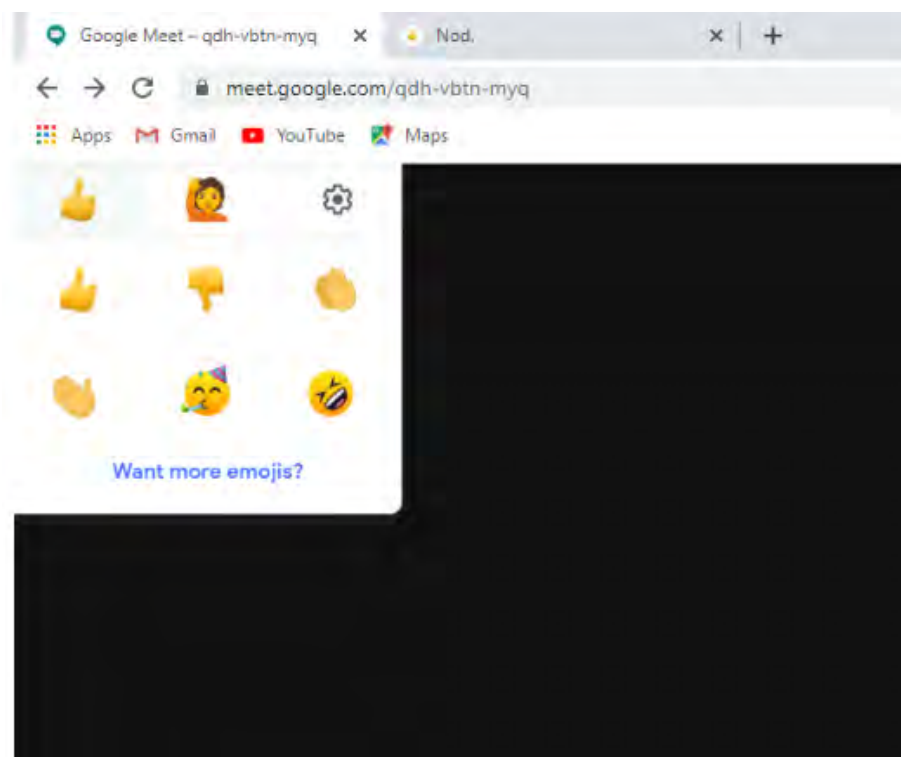 Google Meet – qdh-vbtn-myq
Nod.
meet.google.com/qdh-vbtn-myq
Apps Gmail YouTube Maps
Want more emojis?